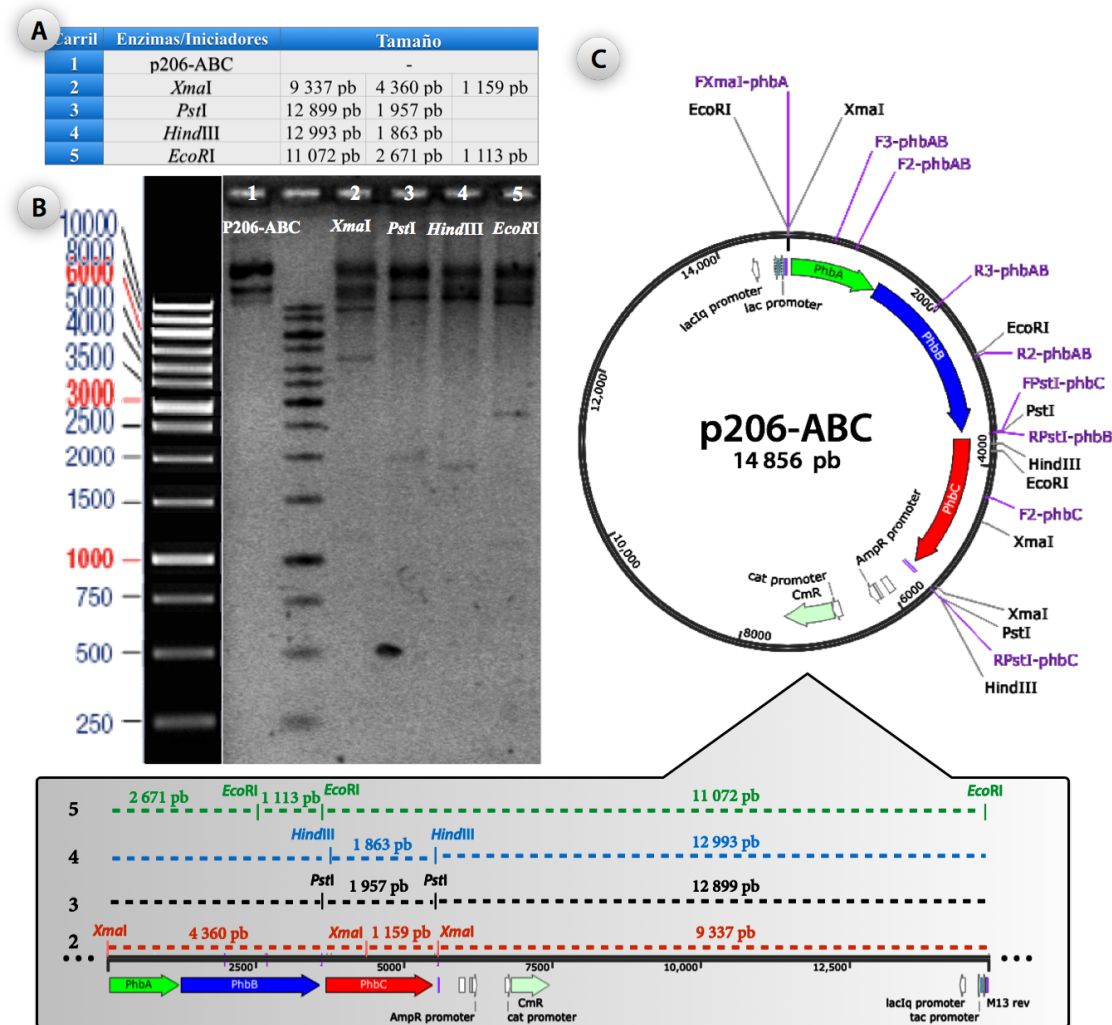 A
Carril Enzimas/Iniciadores Tamaño
1 p206-ABC -
2 XmaI 9 337 pb 4 360 pb 1 159 pb
3 PstI 12 899 pb 1 957 pb
4 HindIII 12 993 pb 1 863 pb
5 EcoRI 11 072 pb 2 671 pb 1 113 pb
B
1 2 3 4 5
P206-ABC XmaI PstI HindIII EcoRI
10000
8000
6000
5000
4000
3500
3000
2500
2000
1500
1000
750
500
250
C
FXmaI-phbA
EcoRI
XmaI
F3-phbAB
F2-phbAB
R3-phbAB
EcoRI
R2-phbAB
FPstI-phbC
PstI
RPstI-phbB
HindIII
EcoRI
F2-phbC
XmaI
XmaI
PstI
RPstI-phbC
HindIII
14,000
2000
4000
6000
8000
10,000
12,000
lacIq promoter
lac promoter
PhbA
PhbB
PhbC
AmpR promoter
cat promoter
CmR
p206-ABC
14 856 pb
5 2 671 pb EcoRI 1 113 pb EcoRI 11 072 pb EcoRI
4 HindIII 1 863 pb HindIII 12 993 pb
3 PstI 1 957 pb PstI 12 899 pb
2 XmaI 4 360 pb XmaI 1 159 pb XmaI 9 337 pb
2500 5000 7500 10,000 12,500
PhbA PhbB PhbC CmR lacIq promoter M13 rev
AmpR promoter cat promoter tac promoter